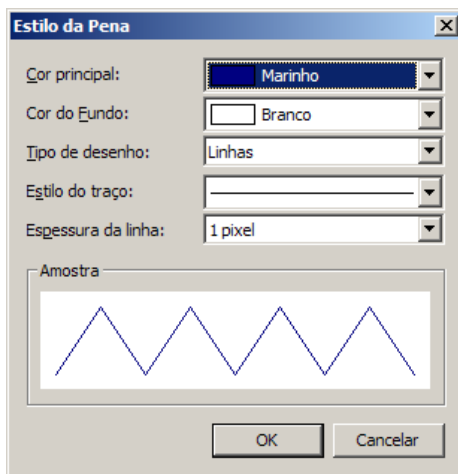 Estilo da Pena
Cor principal: Marinho
Cor do Fundo: Branco
Tipo de desenho: Linhas
Estilo do traço:
Espessura da linha: 1 pixel
Amostra
OK Cancelar